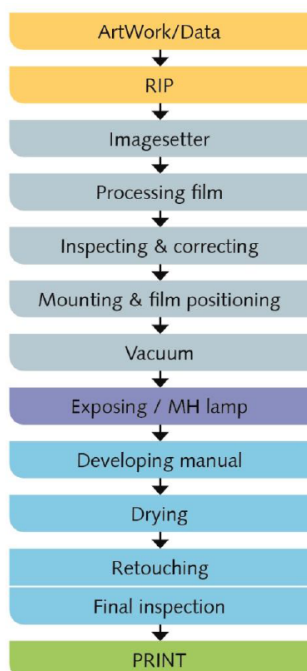 ArtWork/Data
RIP
Imagesetter
Processing film
Inspecting & correcting
Mounting & film positioning
Vacuum
Exposing / MH lamp
Developing manual
Drying
Retouching
Final inspection
PRINT